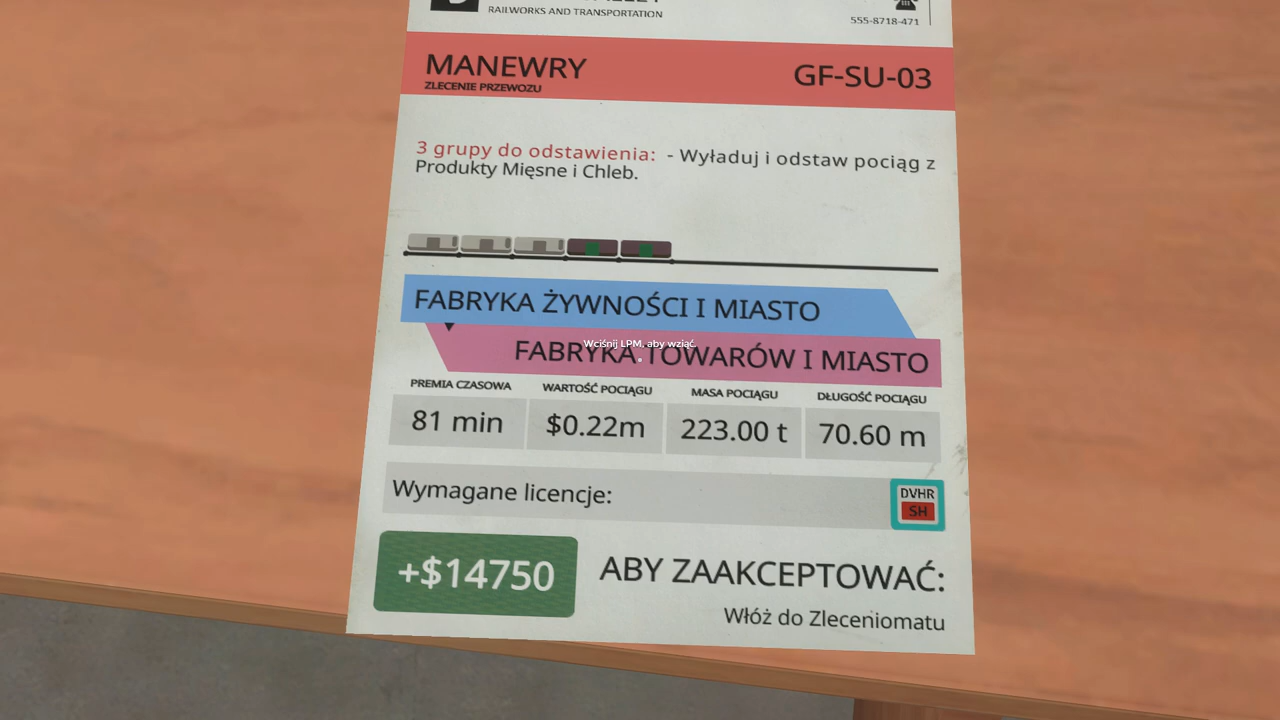 RAILWORKS AND TRANSPORTATION
555-8718-471
MANEWRY
GF-SU-03
ZLECENIE PRZEWOZU
3 grupy do odstawienia: - Wyładuj i odstaw pociąg z
Produkty Mięsne i Chleb.
FABRYKA ŻYWNOŚCI I MIASTO
Wciśnij LPM, aby wziąć.
FABRYKA TOWARÓW I MIASTO
PREMIA CZASOWA WARTOŚĆ POCIĄGU MASA POCIĄGU DŁUGOŚĆ POCIĄGU
81 min $0.22m 223.00 t 70.60 m
Wymagane licencje:
DVHR
SH
+$14750
ABY ZAAKCEPTOWAĆ:
Włóż do Zleceniomatu